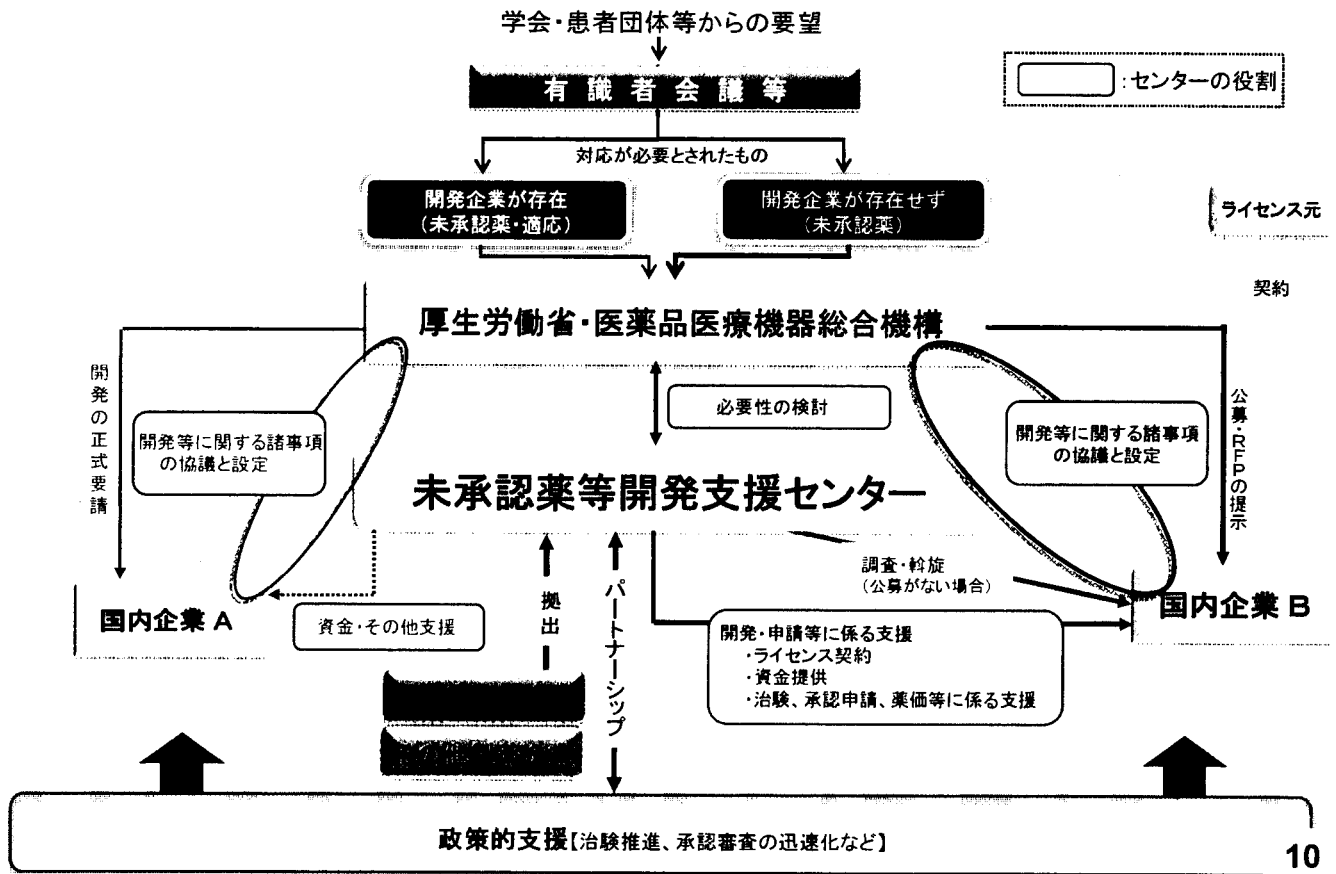 学会・患者団体等からの要望
有識者会議等
:センターの役割
対応が必要とされたもの
開発企業が存在
(未承認薬・適応)
開発企業が存在せず
(未承認薬)
ライセンス元
契約
厚生労働省・医薬品医療機器総合機構
開発の正式要請
開発等に関する諸事項
の協議と設定
必要性の検討
開発等に関する諸事項
の協議と設定
公募・RFPの提示
未承認薬等開発支援センター
調査・斡旋
(公募がない場合)
国内企業 A
資金・その他支援
拠出
パートナーシップ
国内企業 B
開発・申請等に係る支援
・ライセンス契約
・資金提供
・治験、承認申請、薬価等に係る支援
政策的支援【治験推進、承認審査の迅速化など】
10